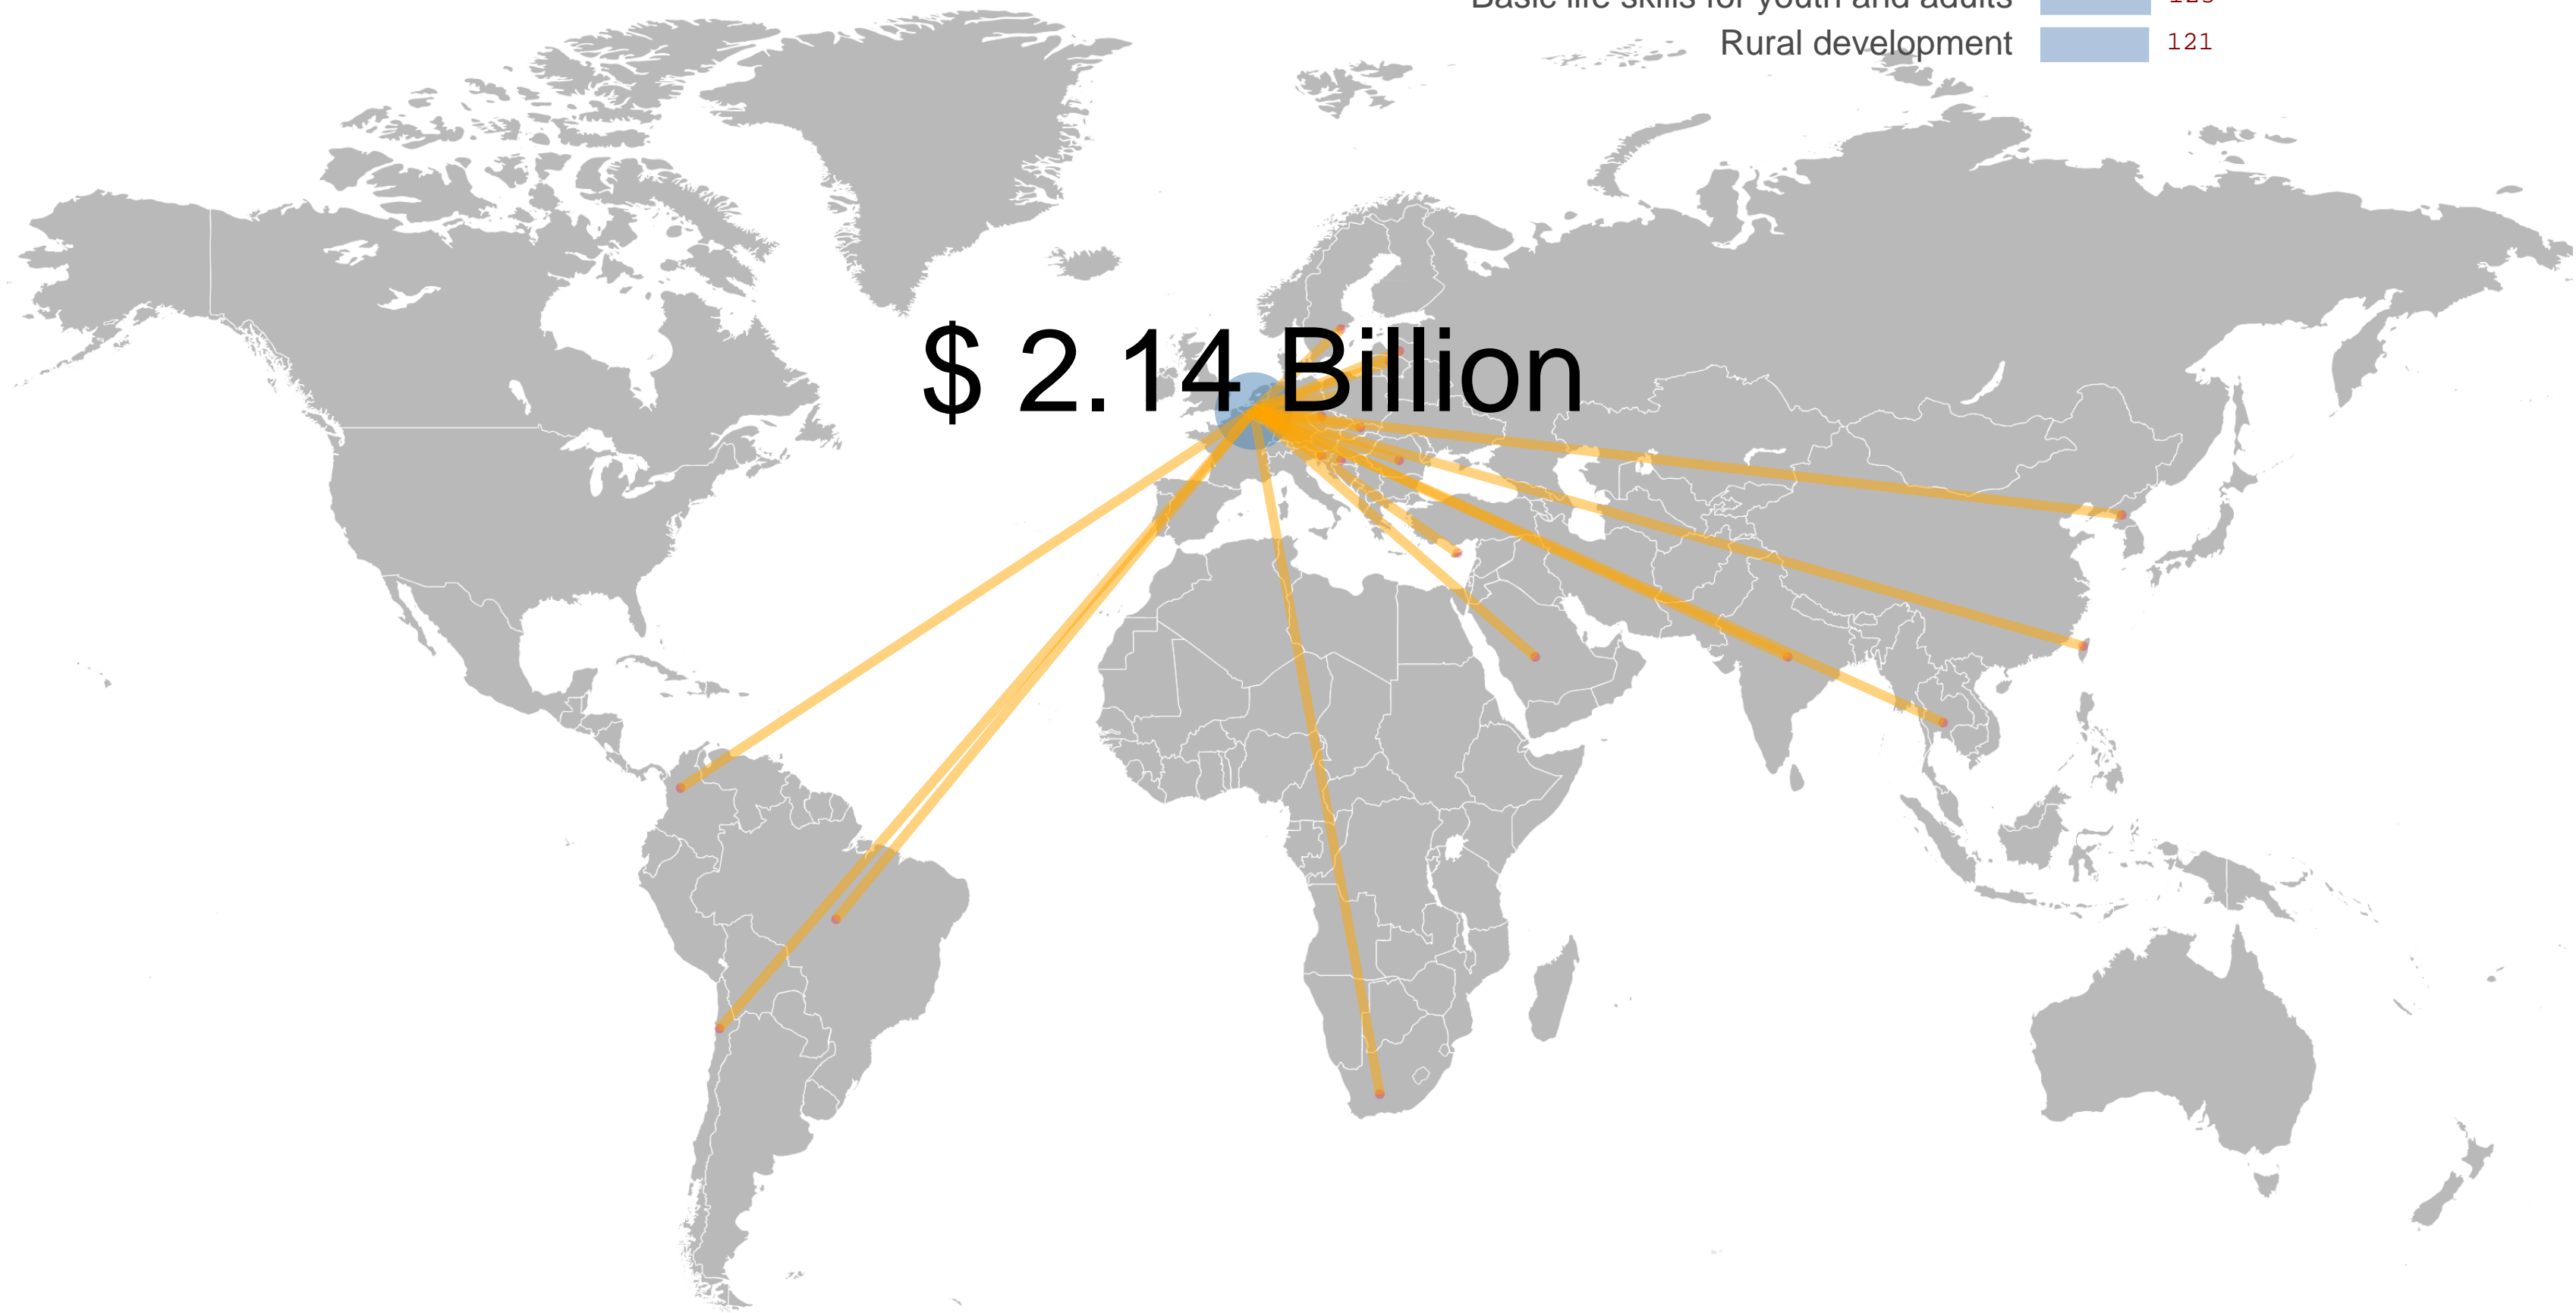 Basic life skills for youth and adults
Rural development 121
$ 2.14 Billion